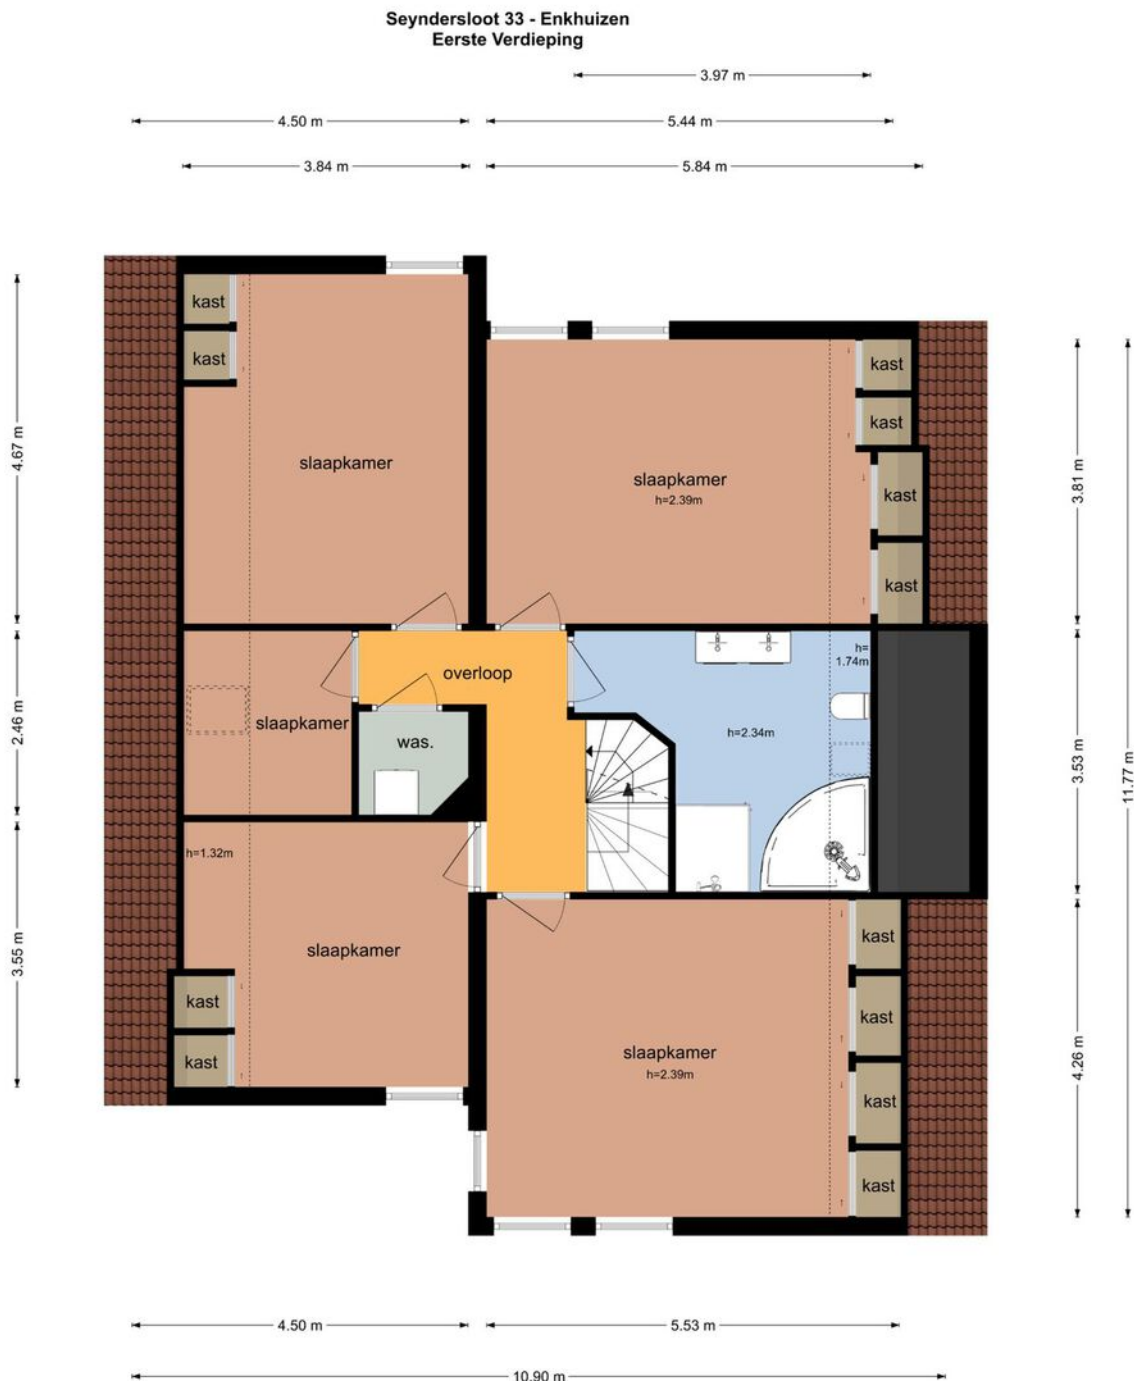 Seyndersloot 33 - Enkhuizen
Eerste Verdieping
3.97 m
4.50 m
5.44 m
3.84 m
5.84 m
kast
kast
kast
kast
kast
kast
slaapkamer
slaapkamer
h=2.39m
4.67 m
3.81 m
overloop
h=
1.74m
slaapkamer
was.
h=2.34m
2.46 m
3.53 m
11.77 m
h=1.32m
slaapkamer
kast
kast
kast
kast
kast
kast
slaapkamer
h=2.39m
3.55 m
4.26 m
4.50 m
5.53 m
10.90 m